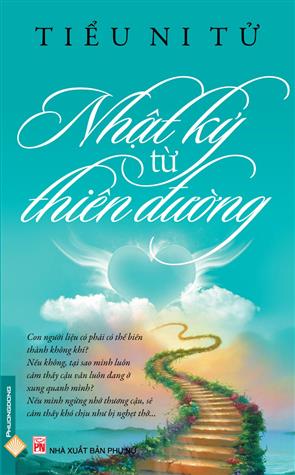 TIỂU NI TỬ
Nhật ký
từ
thiên đường
Con người liệu có phải có thể biến
thành không khí?
Nếu không, tại sao mình luôn
cảm thấy cậu vẫn luôn đang ở
xung quanh mình?
Nếu mình ngừng nhớ thương cậu, sẽ
cảm thấy khó chịu như bị nghẹt thở...
PHUONGDONG
PN
NHÀ XUẤT BẢN PHỤ NỮ